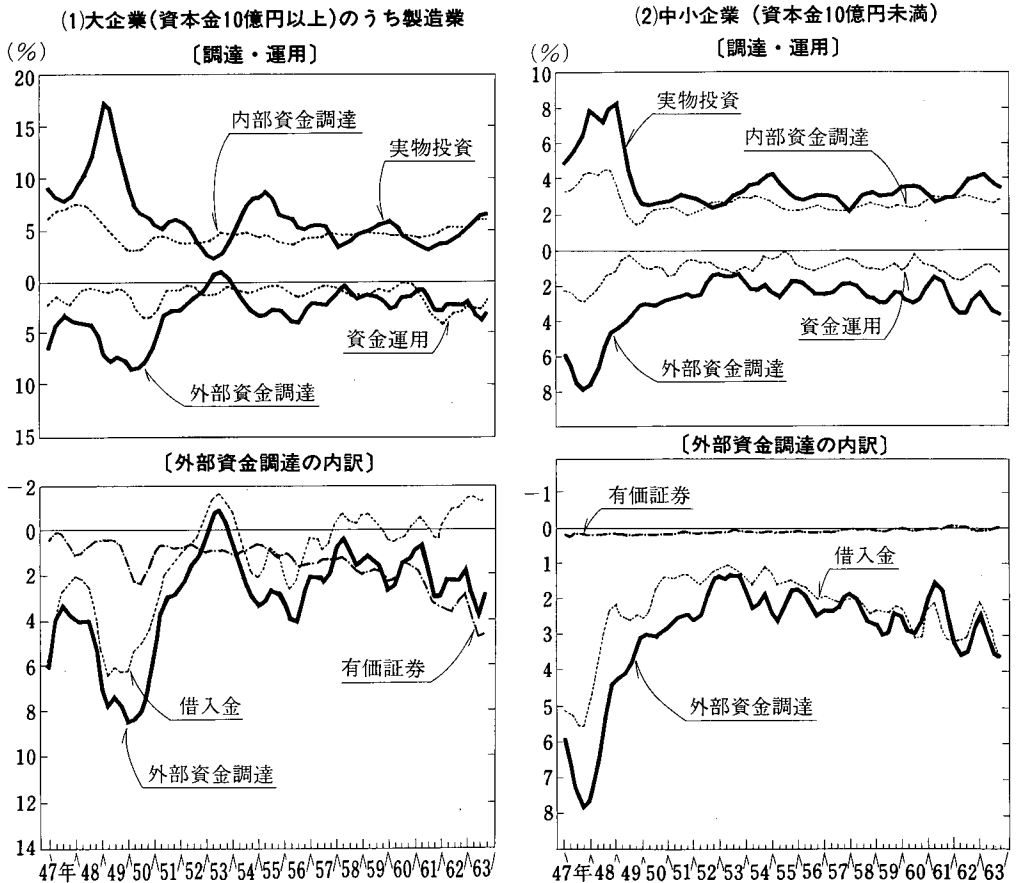 (1)大企業(資本金10億円以上)のうち製造業
(%)
〔調達・運用〕
20
15
10
5
0
5
10
15
内部資金調達
実物投資
資金運用
外部資金調達
〔外部資金調達の内訳〕
−2
0
2
4
6
8
10
12
14
有価証券
借入金
外部資金調達
47年 48 49 50 51 52 53 54 55 56 57 58 59 60 61 62 63
(2)中小企業(資本金10億円未満)
(%)
〔調達・運用〕
10
8
6
4
2
0
2
4
6
8
実物投資
内部資金調達
資金運用
外部資金調達
〔外部資金調達の内訳〕
−1
0
1
2
3
4
5
6
7
8
有価証券
借入金
外部資金調達
47年 48 49 50 51 52 53 54 55 56 57 58 59 60 61 62 63